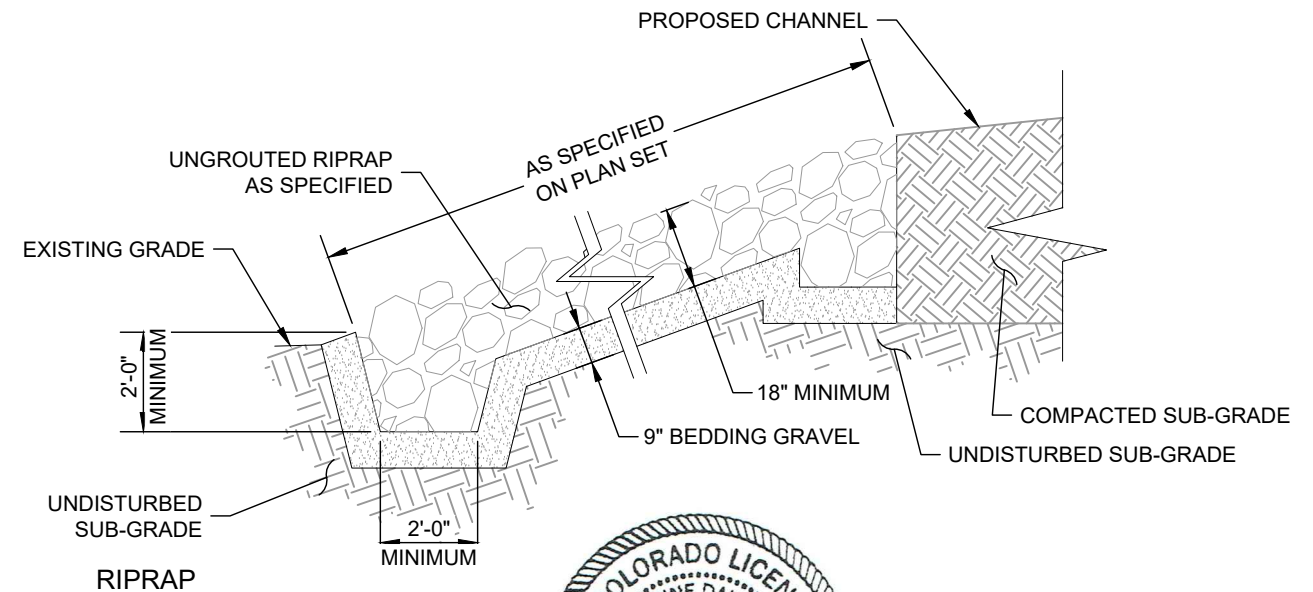 PROPOSED CHANNEL
AS SPECIFIED
ON PLAN SET
UNGROUTED RIPRAP
AS SPECIFIED
EXISTING GRADE
2'-0"
MINIMUM
18" MINIMUM
COMPACTED SUB-GRADE
9" BEDDING GRAVEL
UNDISTURBED SUB-GRADE
UNDISTURBED
SUB-GRADE
2'-0"
MINIMUM
RIPRAP
OLORADO LICEN